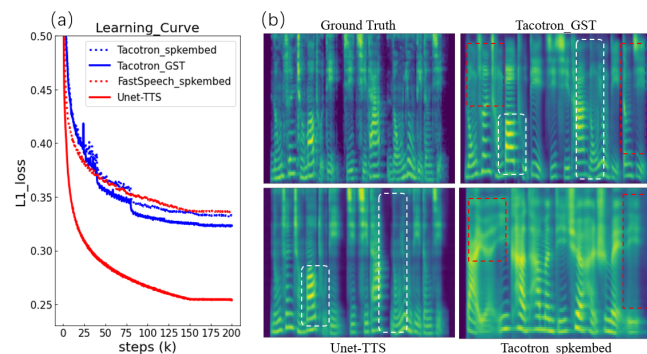 (a)
Learning_Curve
L1_loss
0.50
0.45
0.40
0.35
0.30
0.25
Tacotron_spkembed
Tacotron_GST
FastSpeech_spkembed
Unet-TTS
0 25 50 75 100 125 150 175 200
steps (k)
(b)
Ground Truth
Tacotron_GST
Unet-TTS
Tacotron_spkembed